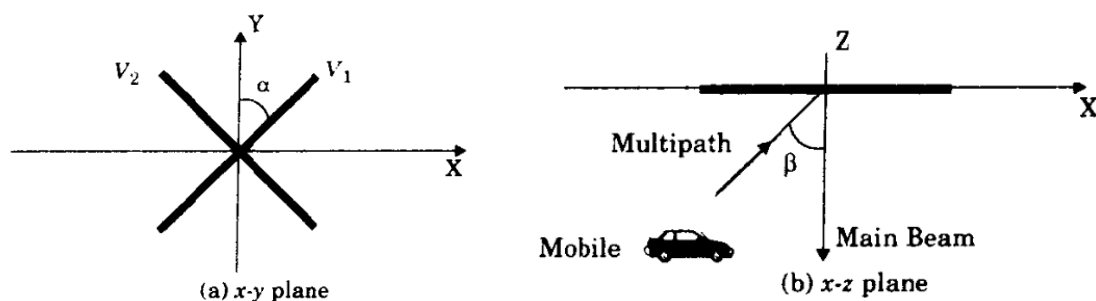 Y
V₂
α
V₁
X
(a) x-y plane
Z
X
Multipath
β
Mobile
Main Beam
(b) x-z plane